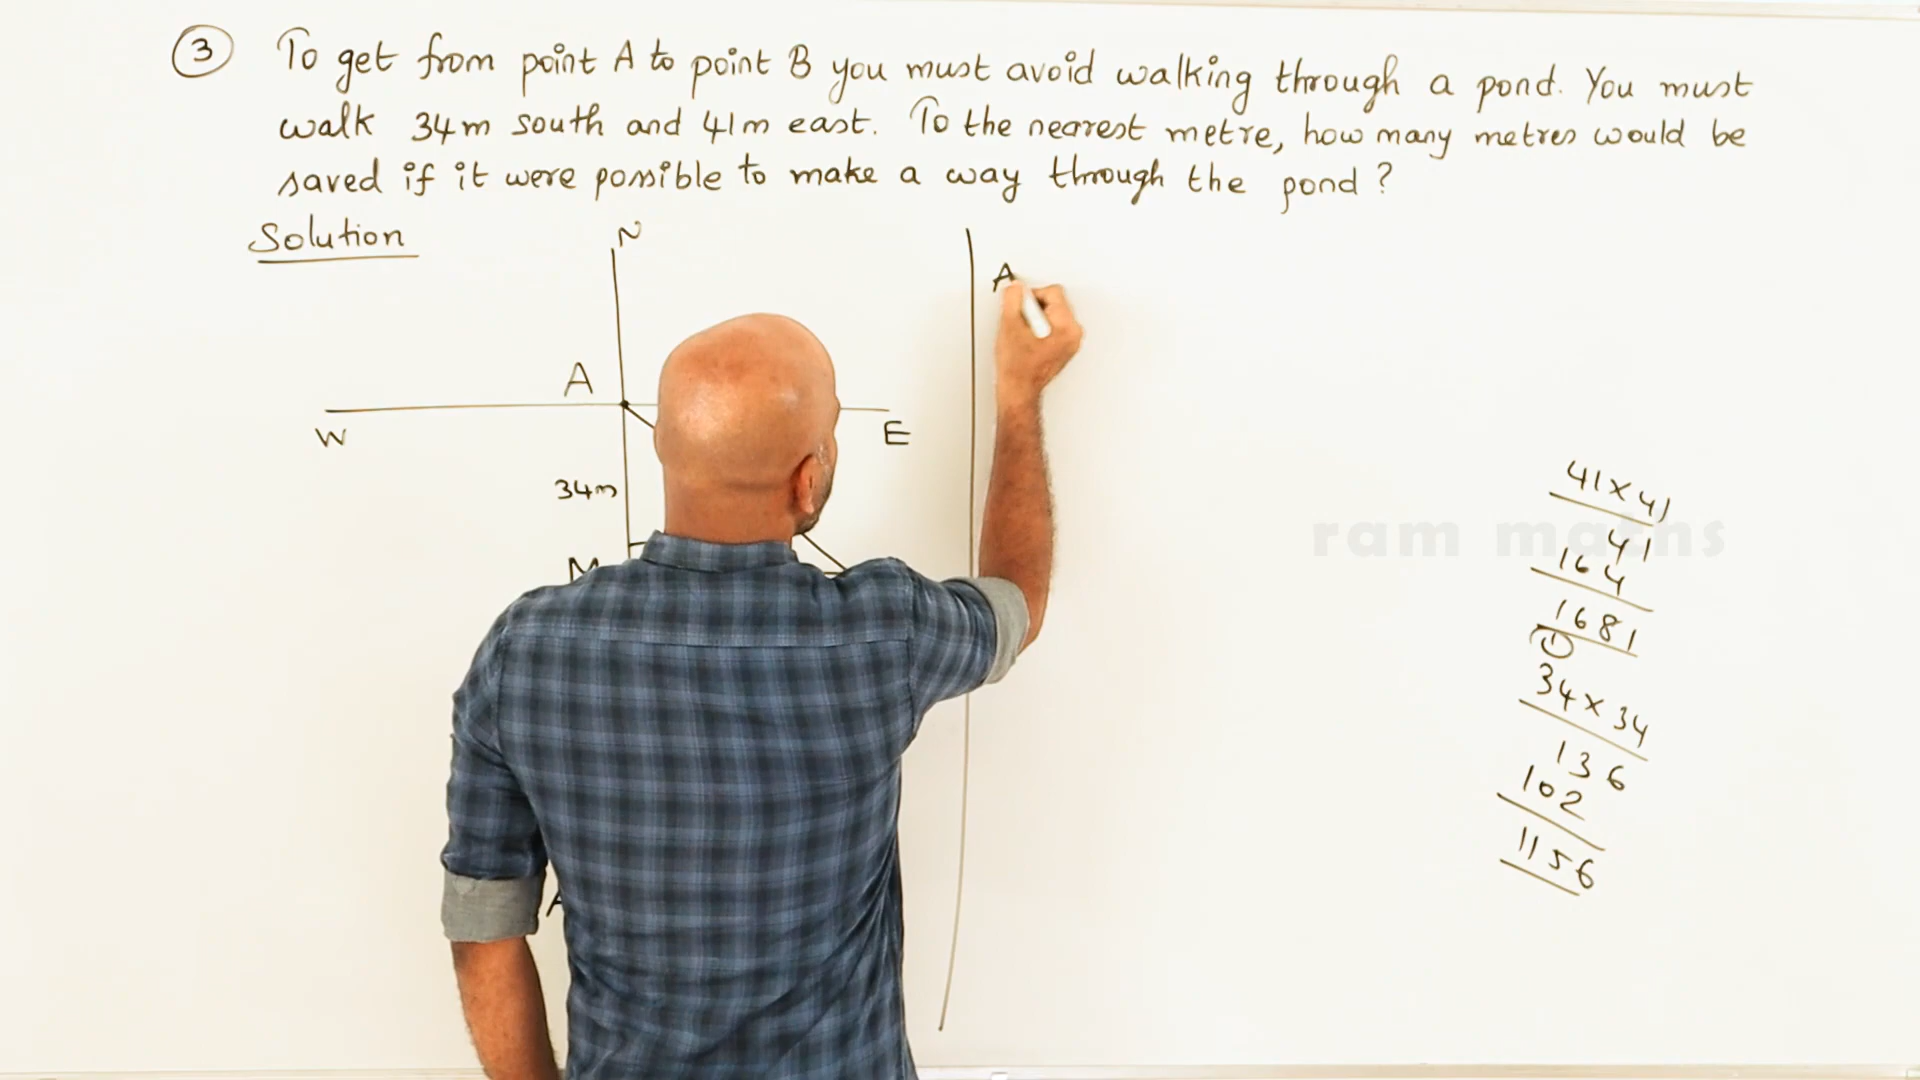 3 To get from point A to point B you must avoid walking through a pond. You must
walk 34m south and 41m east. To the nearest metre, how many metres would be
saved if it were possible to make a way through the pond?
Solution
N
A
A
W
E
34m
M
A
ram maths
41 × 41
41
164
1681
1
34 × 34
136
102
1156